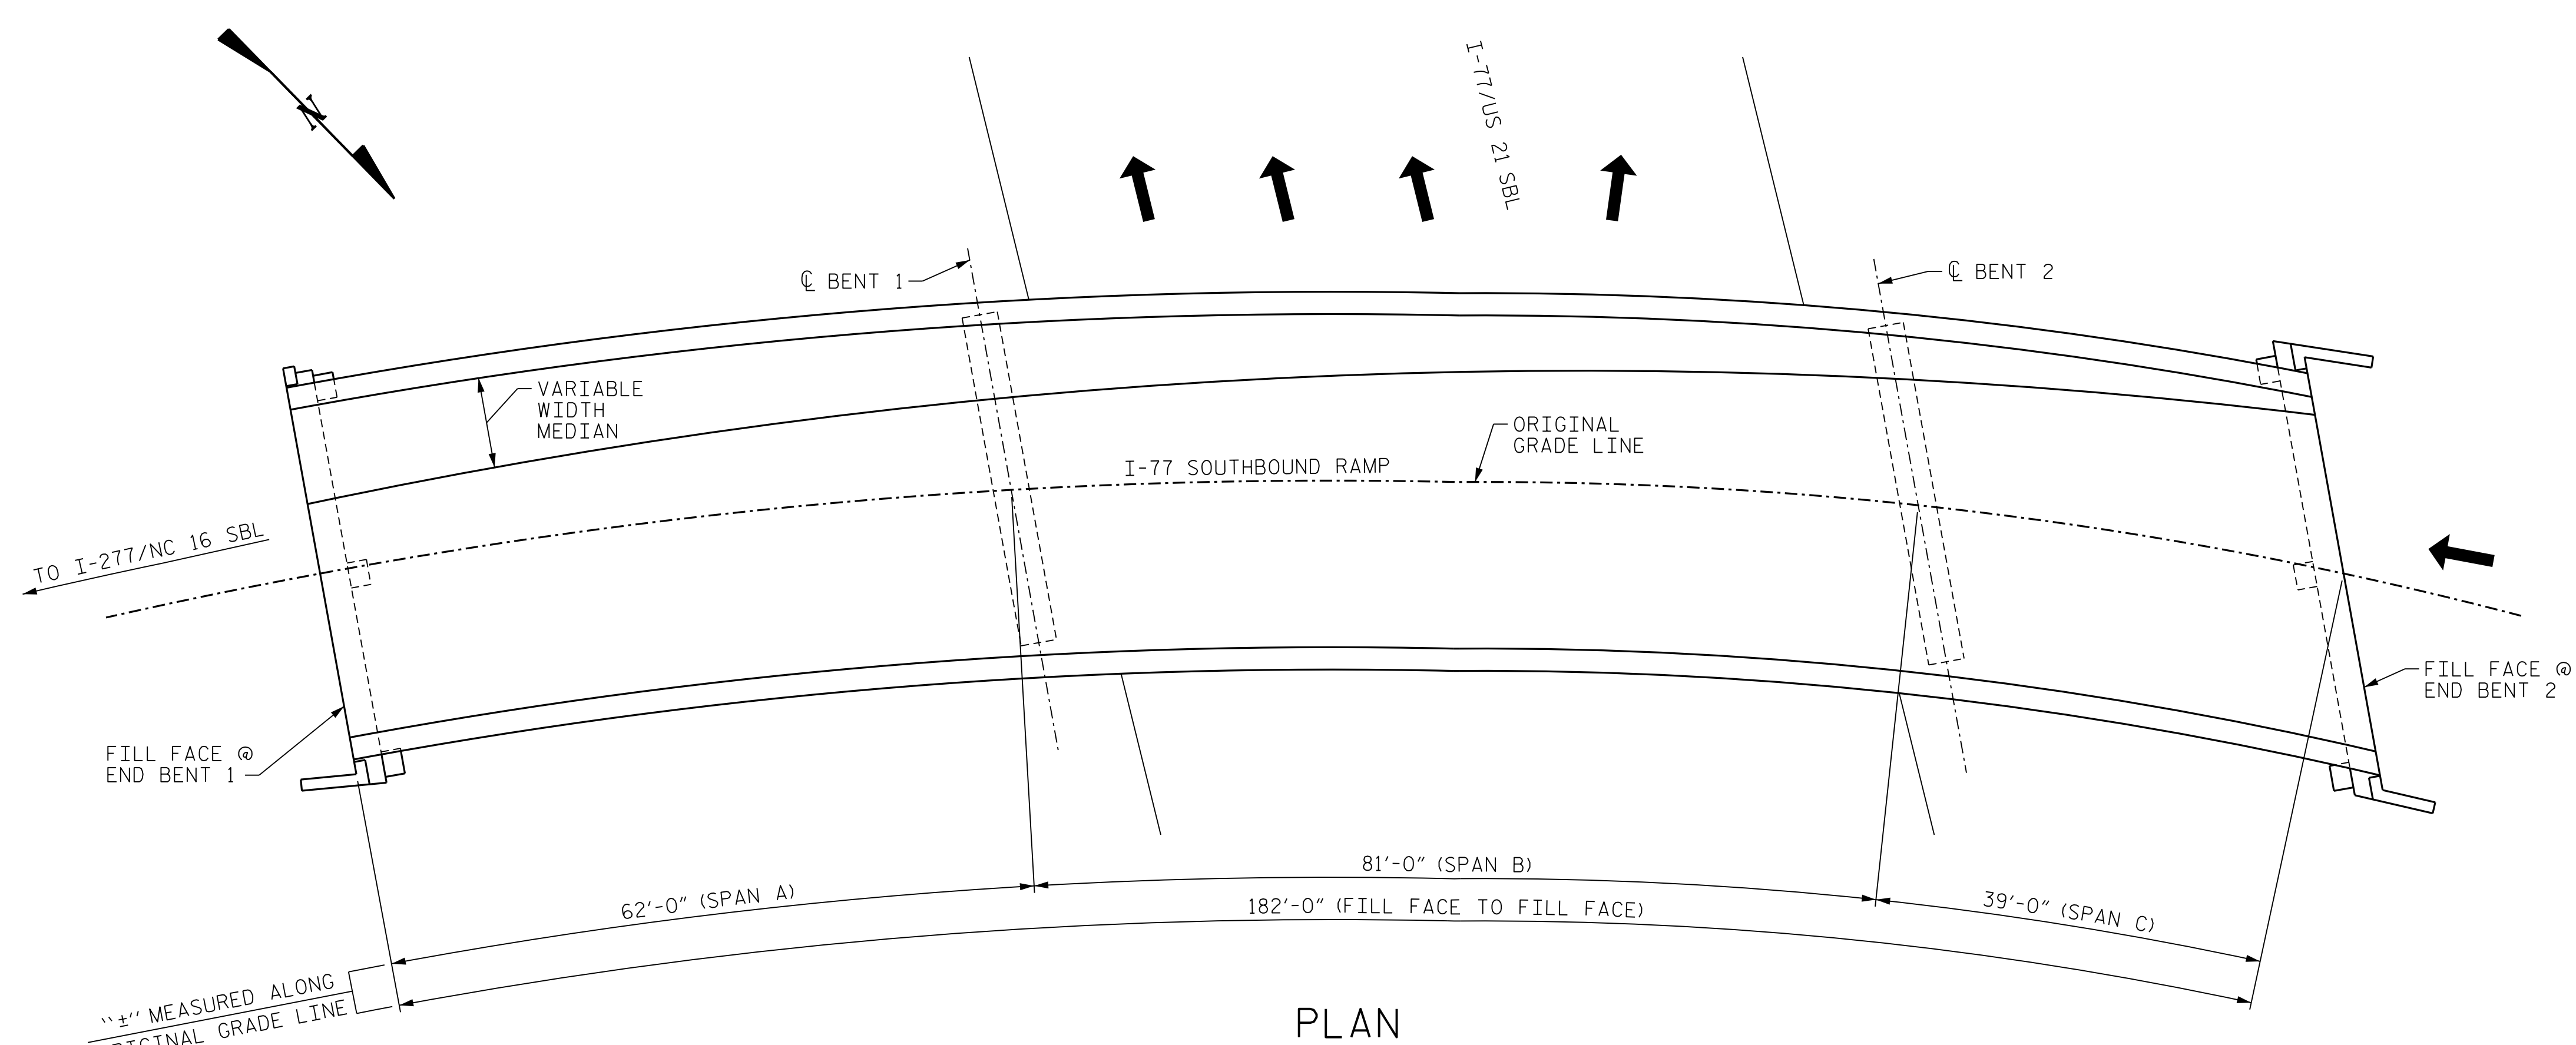 N
I-77/US 21 SBL
℄ BENT 1
℄ BENT 2
VARIABLE
WIDTH
MEDIAN
ORIGINAL
GRADE LINE
I-77 SOUTHBOUND RAMP
TO I-277/NC 16 SBL
FILL FACE @
END BENT 2
FILL FACE @
END BENT 1
81'-0" (SPAN B)
62'-0" (SPAN A)
39'-0" (SPAN C)
182'-0" (FILL FACE TO FILL FACE)
"±" MEASURED ALONG
GRADE LINE
PLAN